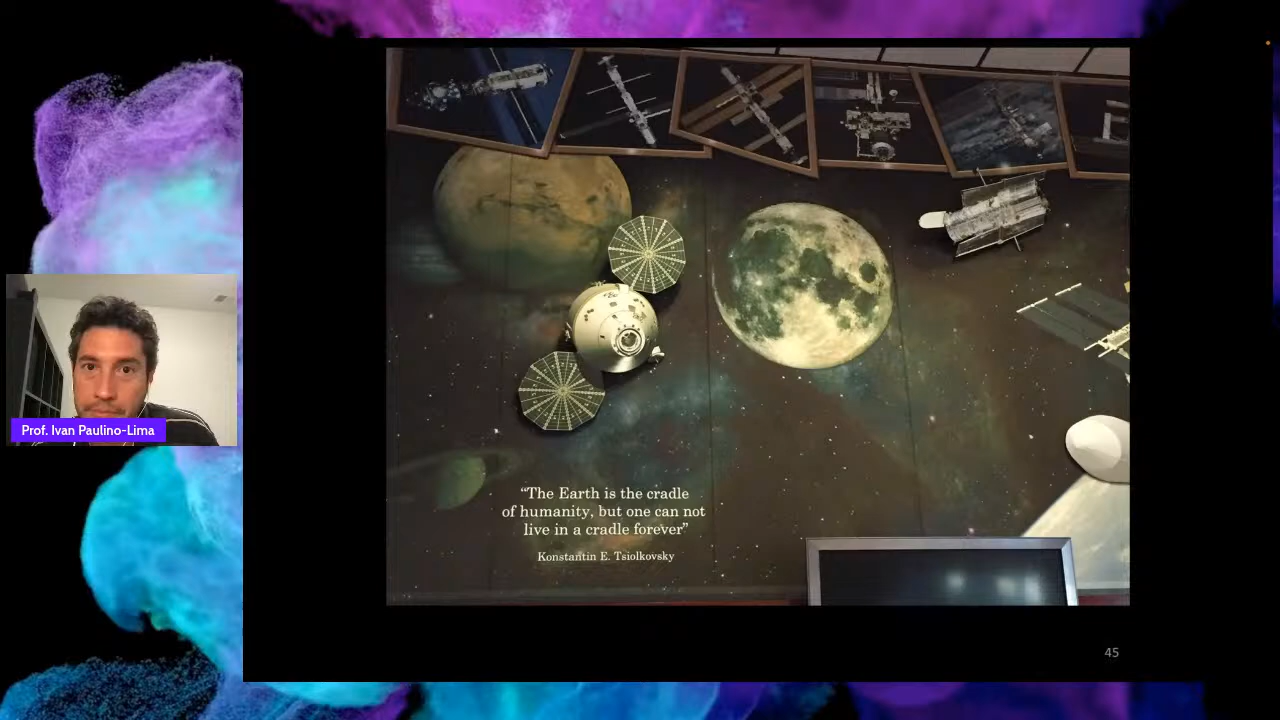 Prof. Ivan Paulino-Lima
“The Earth is the cradle
of humanity, but one can not
live in a cradle forever”
Konstantin E. Tsiolkovsky
45